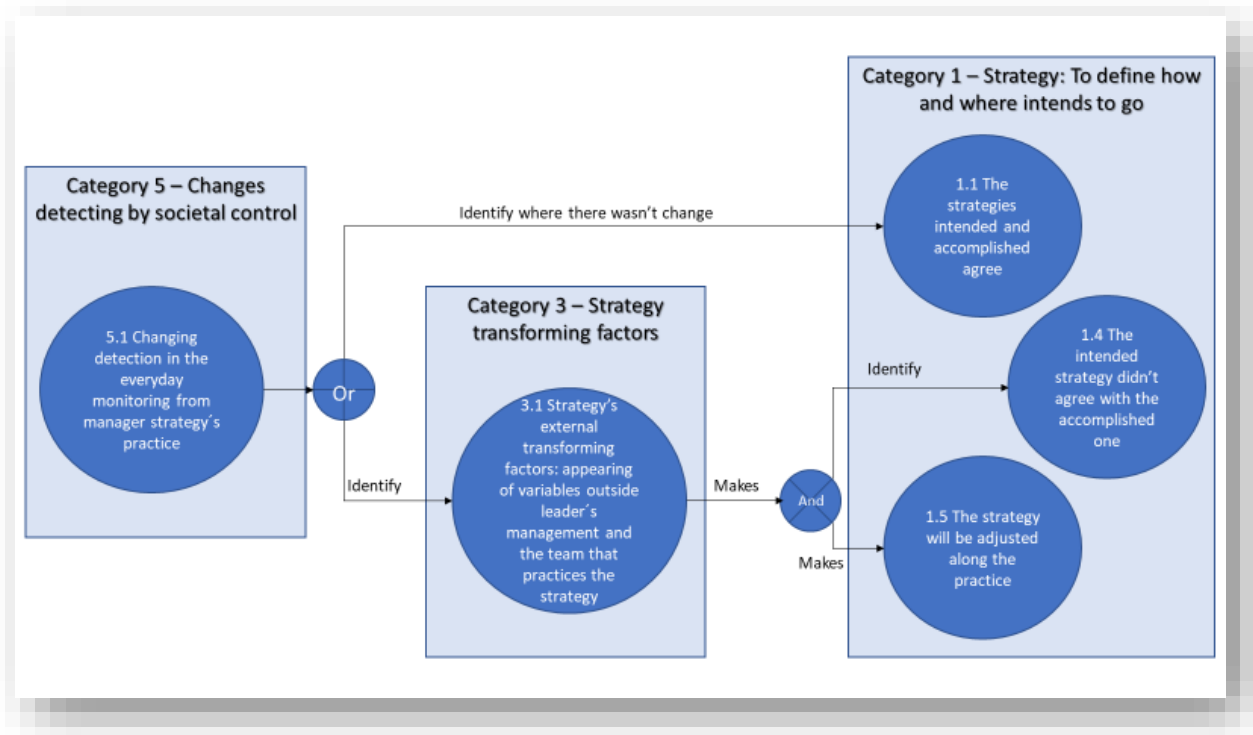 Category 1 – Strategy: To define how
and where intends to go
1.1 The
strategies
intended and
accomplished
agree
Category 5 – Changes
detecting by societal control
Identify where there wasn’t change
5.1 Changing
detection in the
everyday
monitoring from
manager strategy´s
practice
Or
Identify
Category 3 – Strategy
transforming factors
3.1 Strategy’s
external
transforming
factors: appearing
of variables outside
leader´s
management and
the team that
practices the
strategy
Makes
And
Identify
1.4 The
intended
strategy didn’t
agree with the
accomplished
one
Makes
1.5 The strategy
will be adjusted
along the
practice